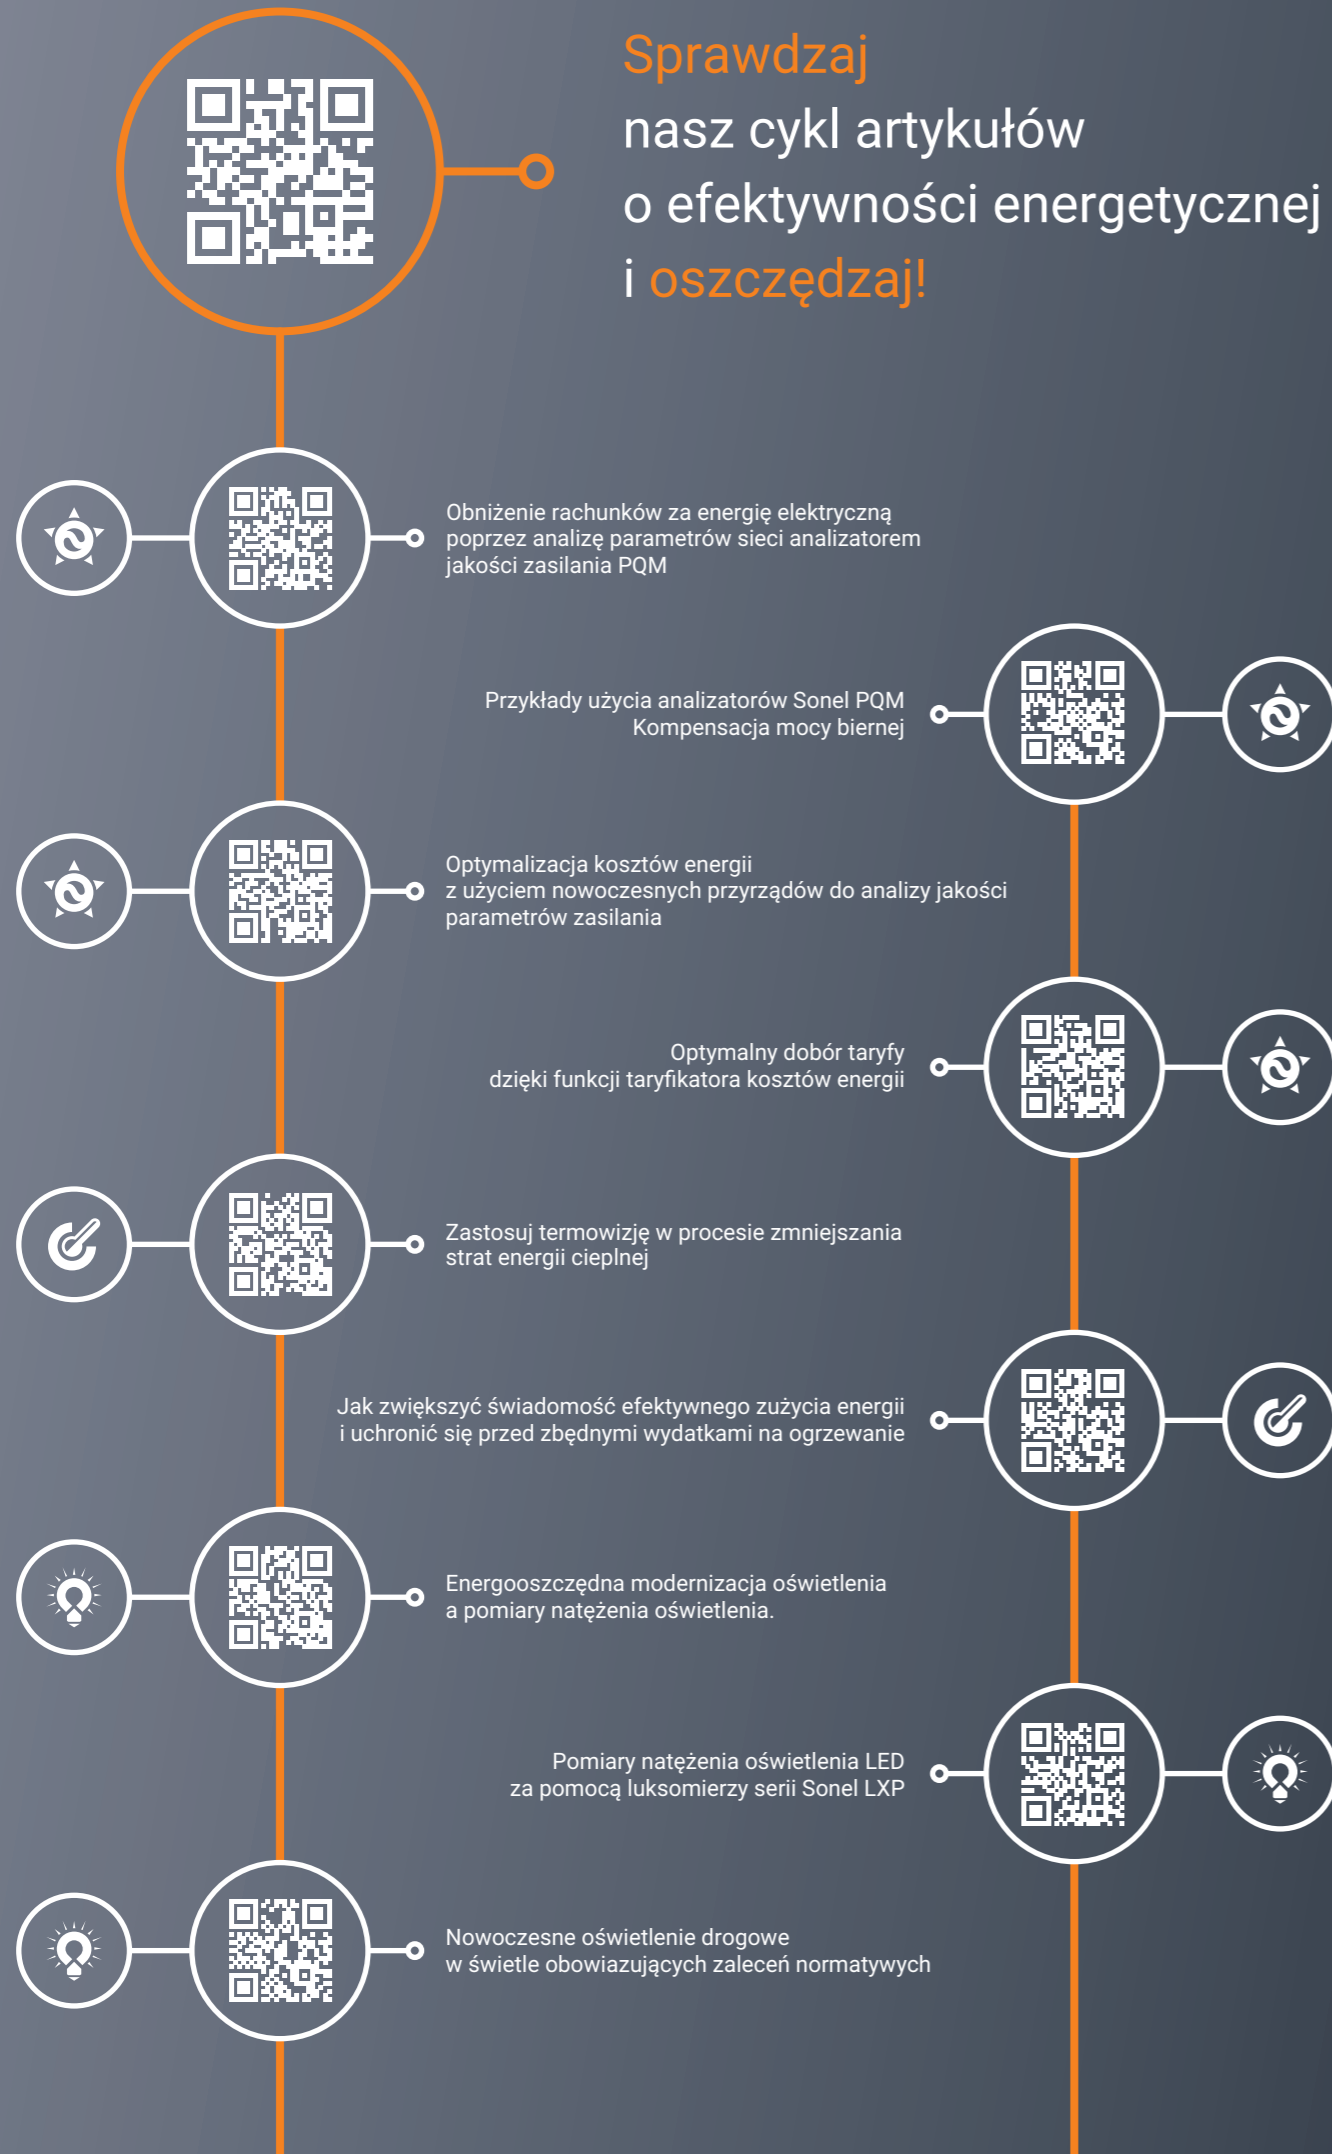 Sprawdzaj
nasz cykl artykułów
o efektywności energetycznej
i oszczędzaj!
Obniżenie rachunków za energię elektryczną
poprzez analizę parametrów sieci analizatorem
jakości zasilania PQM
Przykłady użycia analizatorów Sonel PQM
Kompensacja mocy biernej
Optymalizacja kosztów energii
z użyciem nowoczesnych przyrządów do analizy jakości
parametrów zasilania
Optymalny dobór taryfy
dzięki funkcji taryfikatora kosztów energii
Zastosuj termowizję w procesie zmniejszania
strat energii cieplnej
Jak zwiększyć świadomość efektywnego zużycia energii
i uchronić się przed zbędnymi wydatkami na ogrzewanie
Energooszczędna modernizacja oświetlenia
a pomiary natężenia oświetlenia.
Pomiary natężenia oświetlenia LED
za pomocą luksomierzy serii Sonel LXP
Nowoczesne oświetlenie drogowe
w świetle obowiazujących zaleceń normatywych